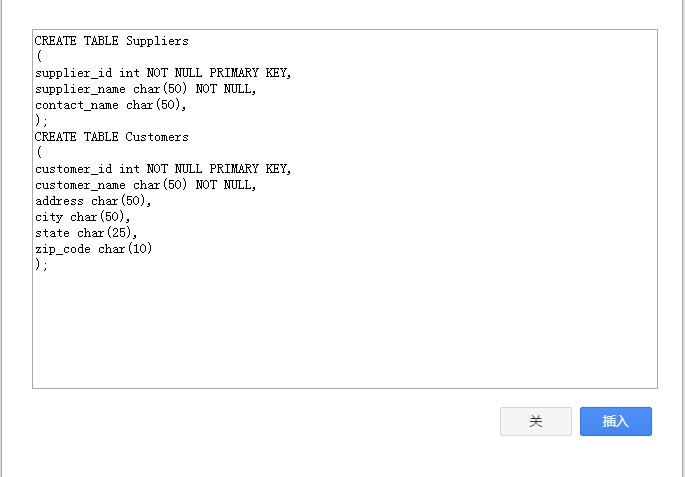 CREATE TABLE Suppliers
(
supplier_id int NOT NULL PRIMARY KEY,
supplier_name char(50) NOT NULL,
contact_name char(50),
);
CREATE TABLE Customers
(
customer_id int NOT NULL PRIMARY KEY,
customer_name char(50) NOT NULL,
address char(50),
city char(50),
state char(25),
zip_code char(10)
);
关 插入